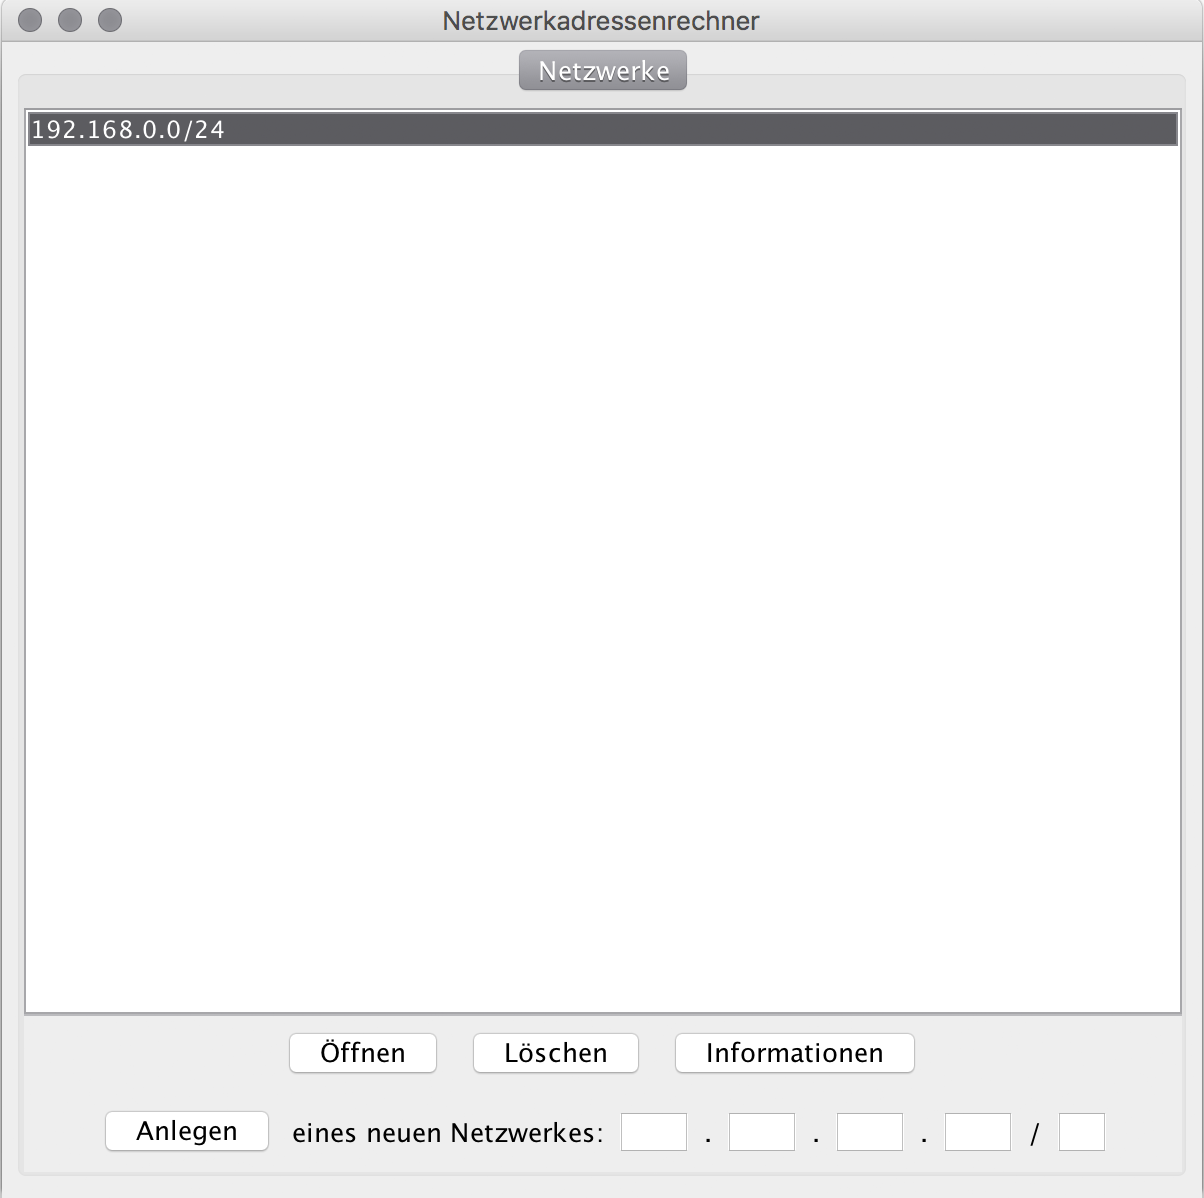 Netzwerkadressenrechner
Netzwerke
192.168.0.0/24
Öffnen Löschen Informationen
Anlegen eines neuen Netzwerkes: . . . /